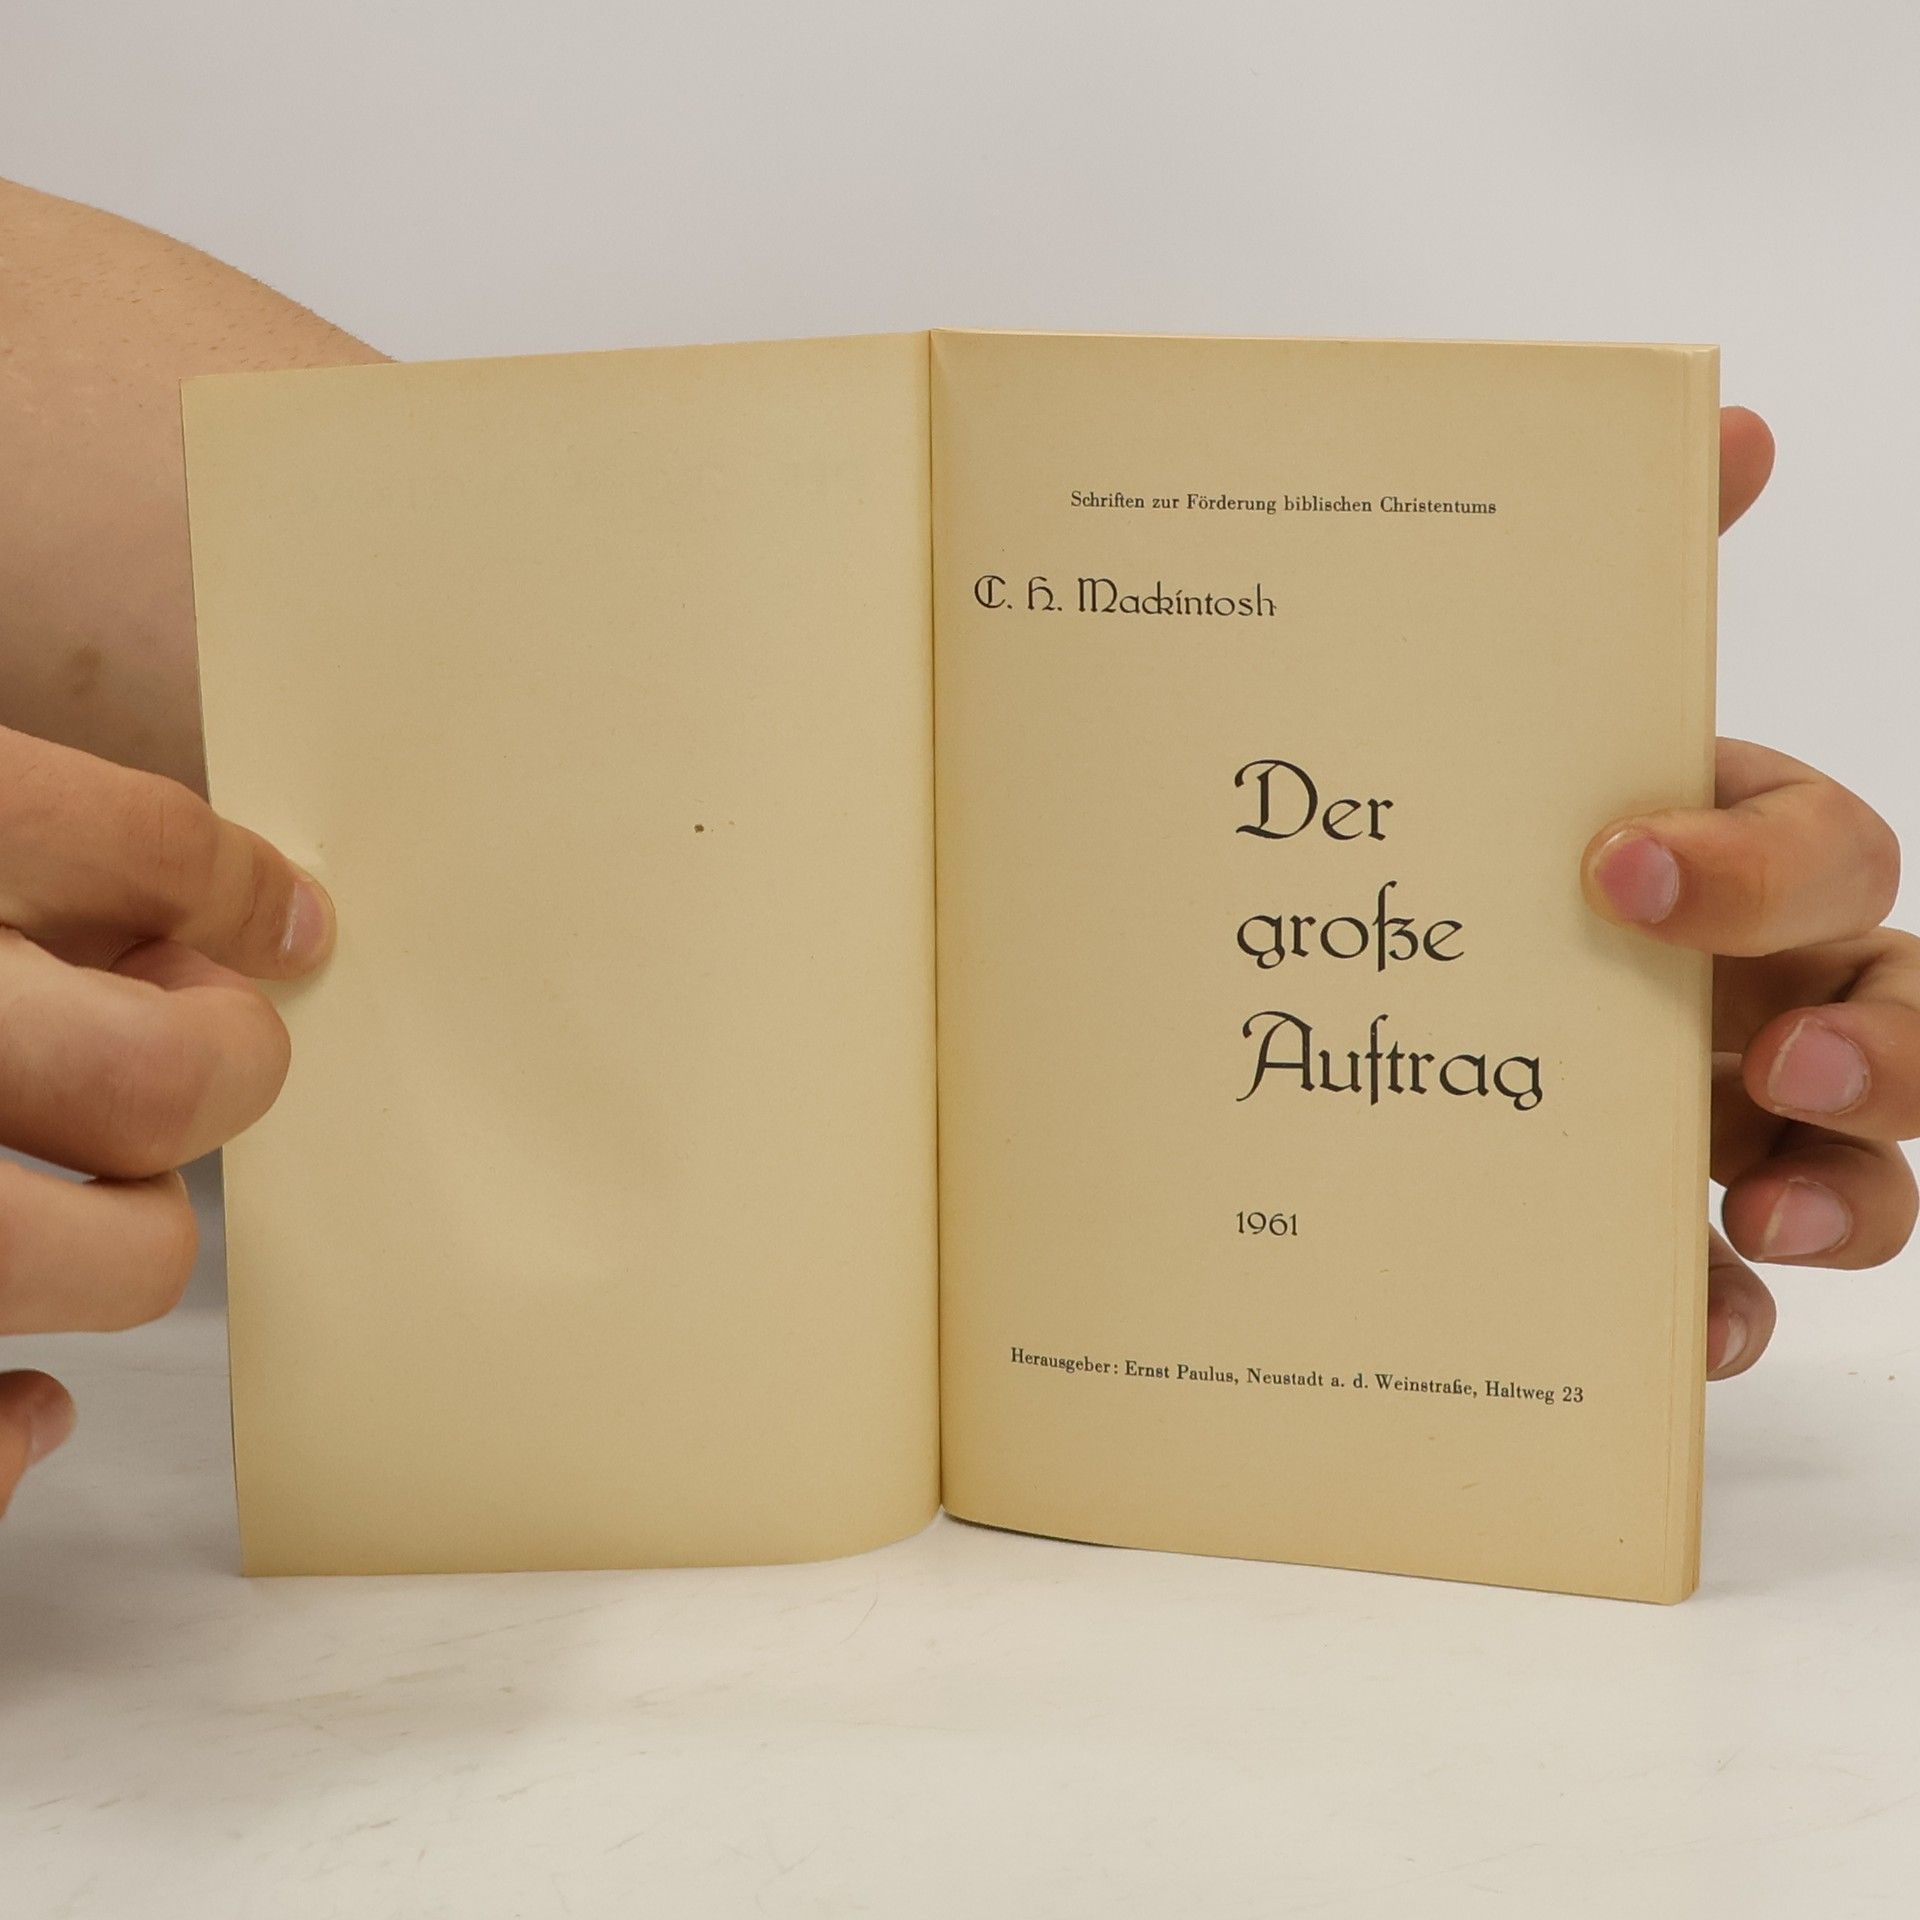 Schriften zur Förderung biblischen Christentums
C. H. Mackintosh
Der
große
Auftrag
1961
Herausgeber: Ernst Paulus, Neustadt a. d. Weinstraße, Haltweg 23